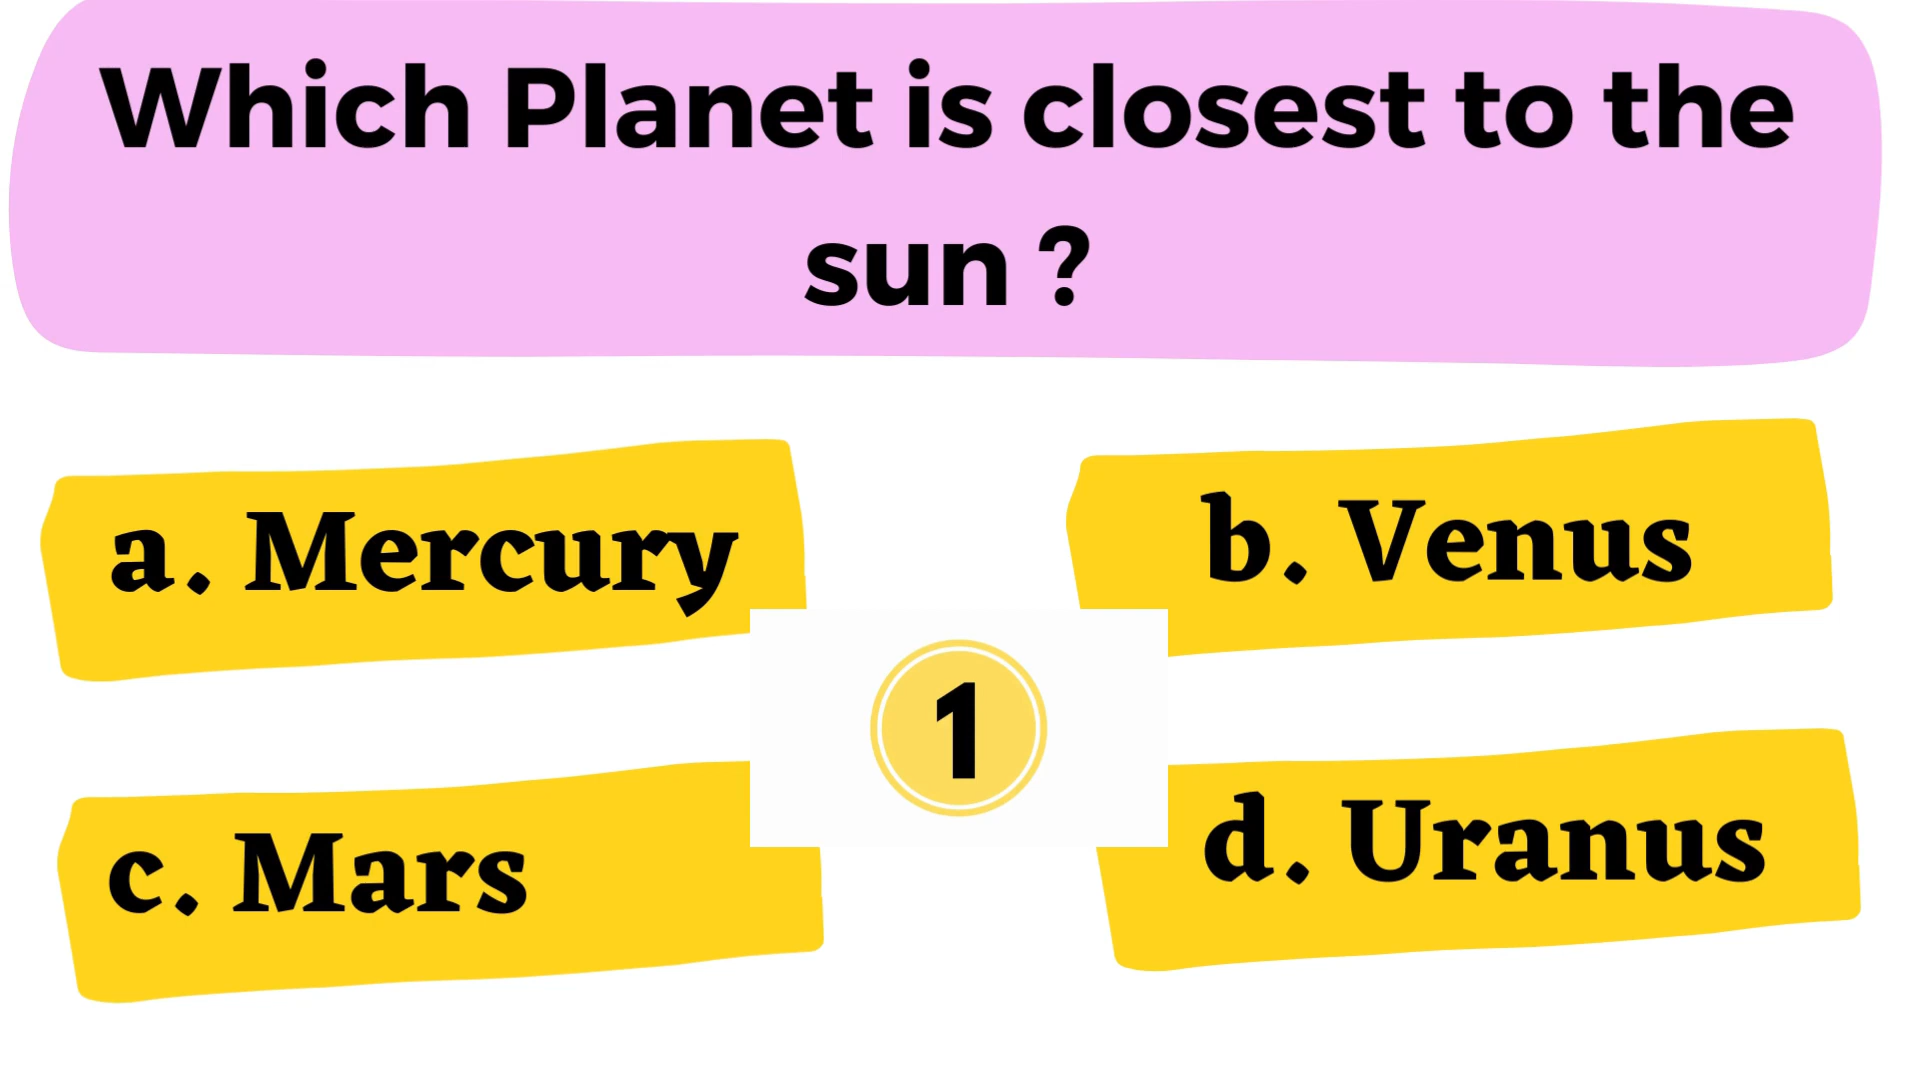 Which Planet is closest to the
sun ?
a. Mercury
b. Venus
1
c. Mars
d. Uranus